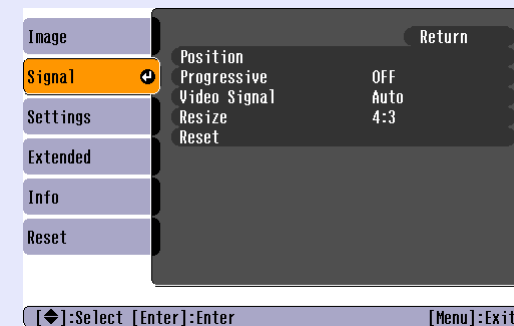 Image
Signal
Settings
Extended
Info
Reset
Return
Position
Progressive OFF
Video Signal Auto
Resize 4:3
Reset
[◆]:Select [Enter]:Enter [Menu]:Exit